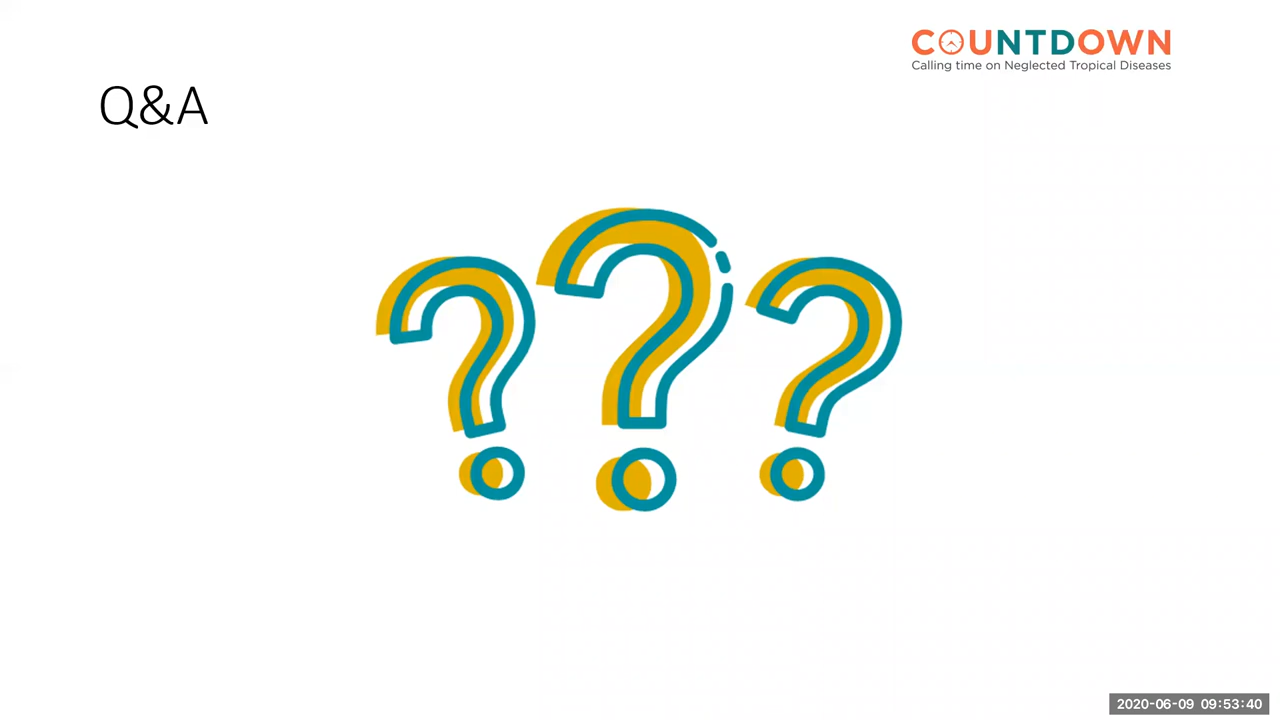 COUNTDOWN
Calling time on Neglected Tropical Diseases
Q&A
???
2020-06-09 09:53:40